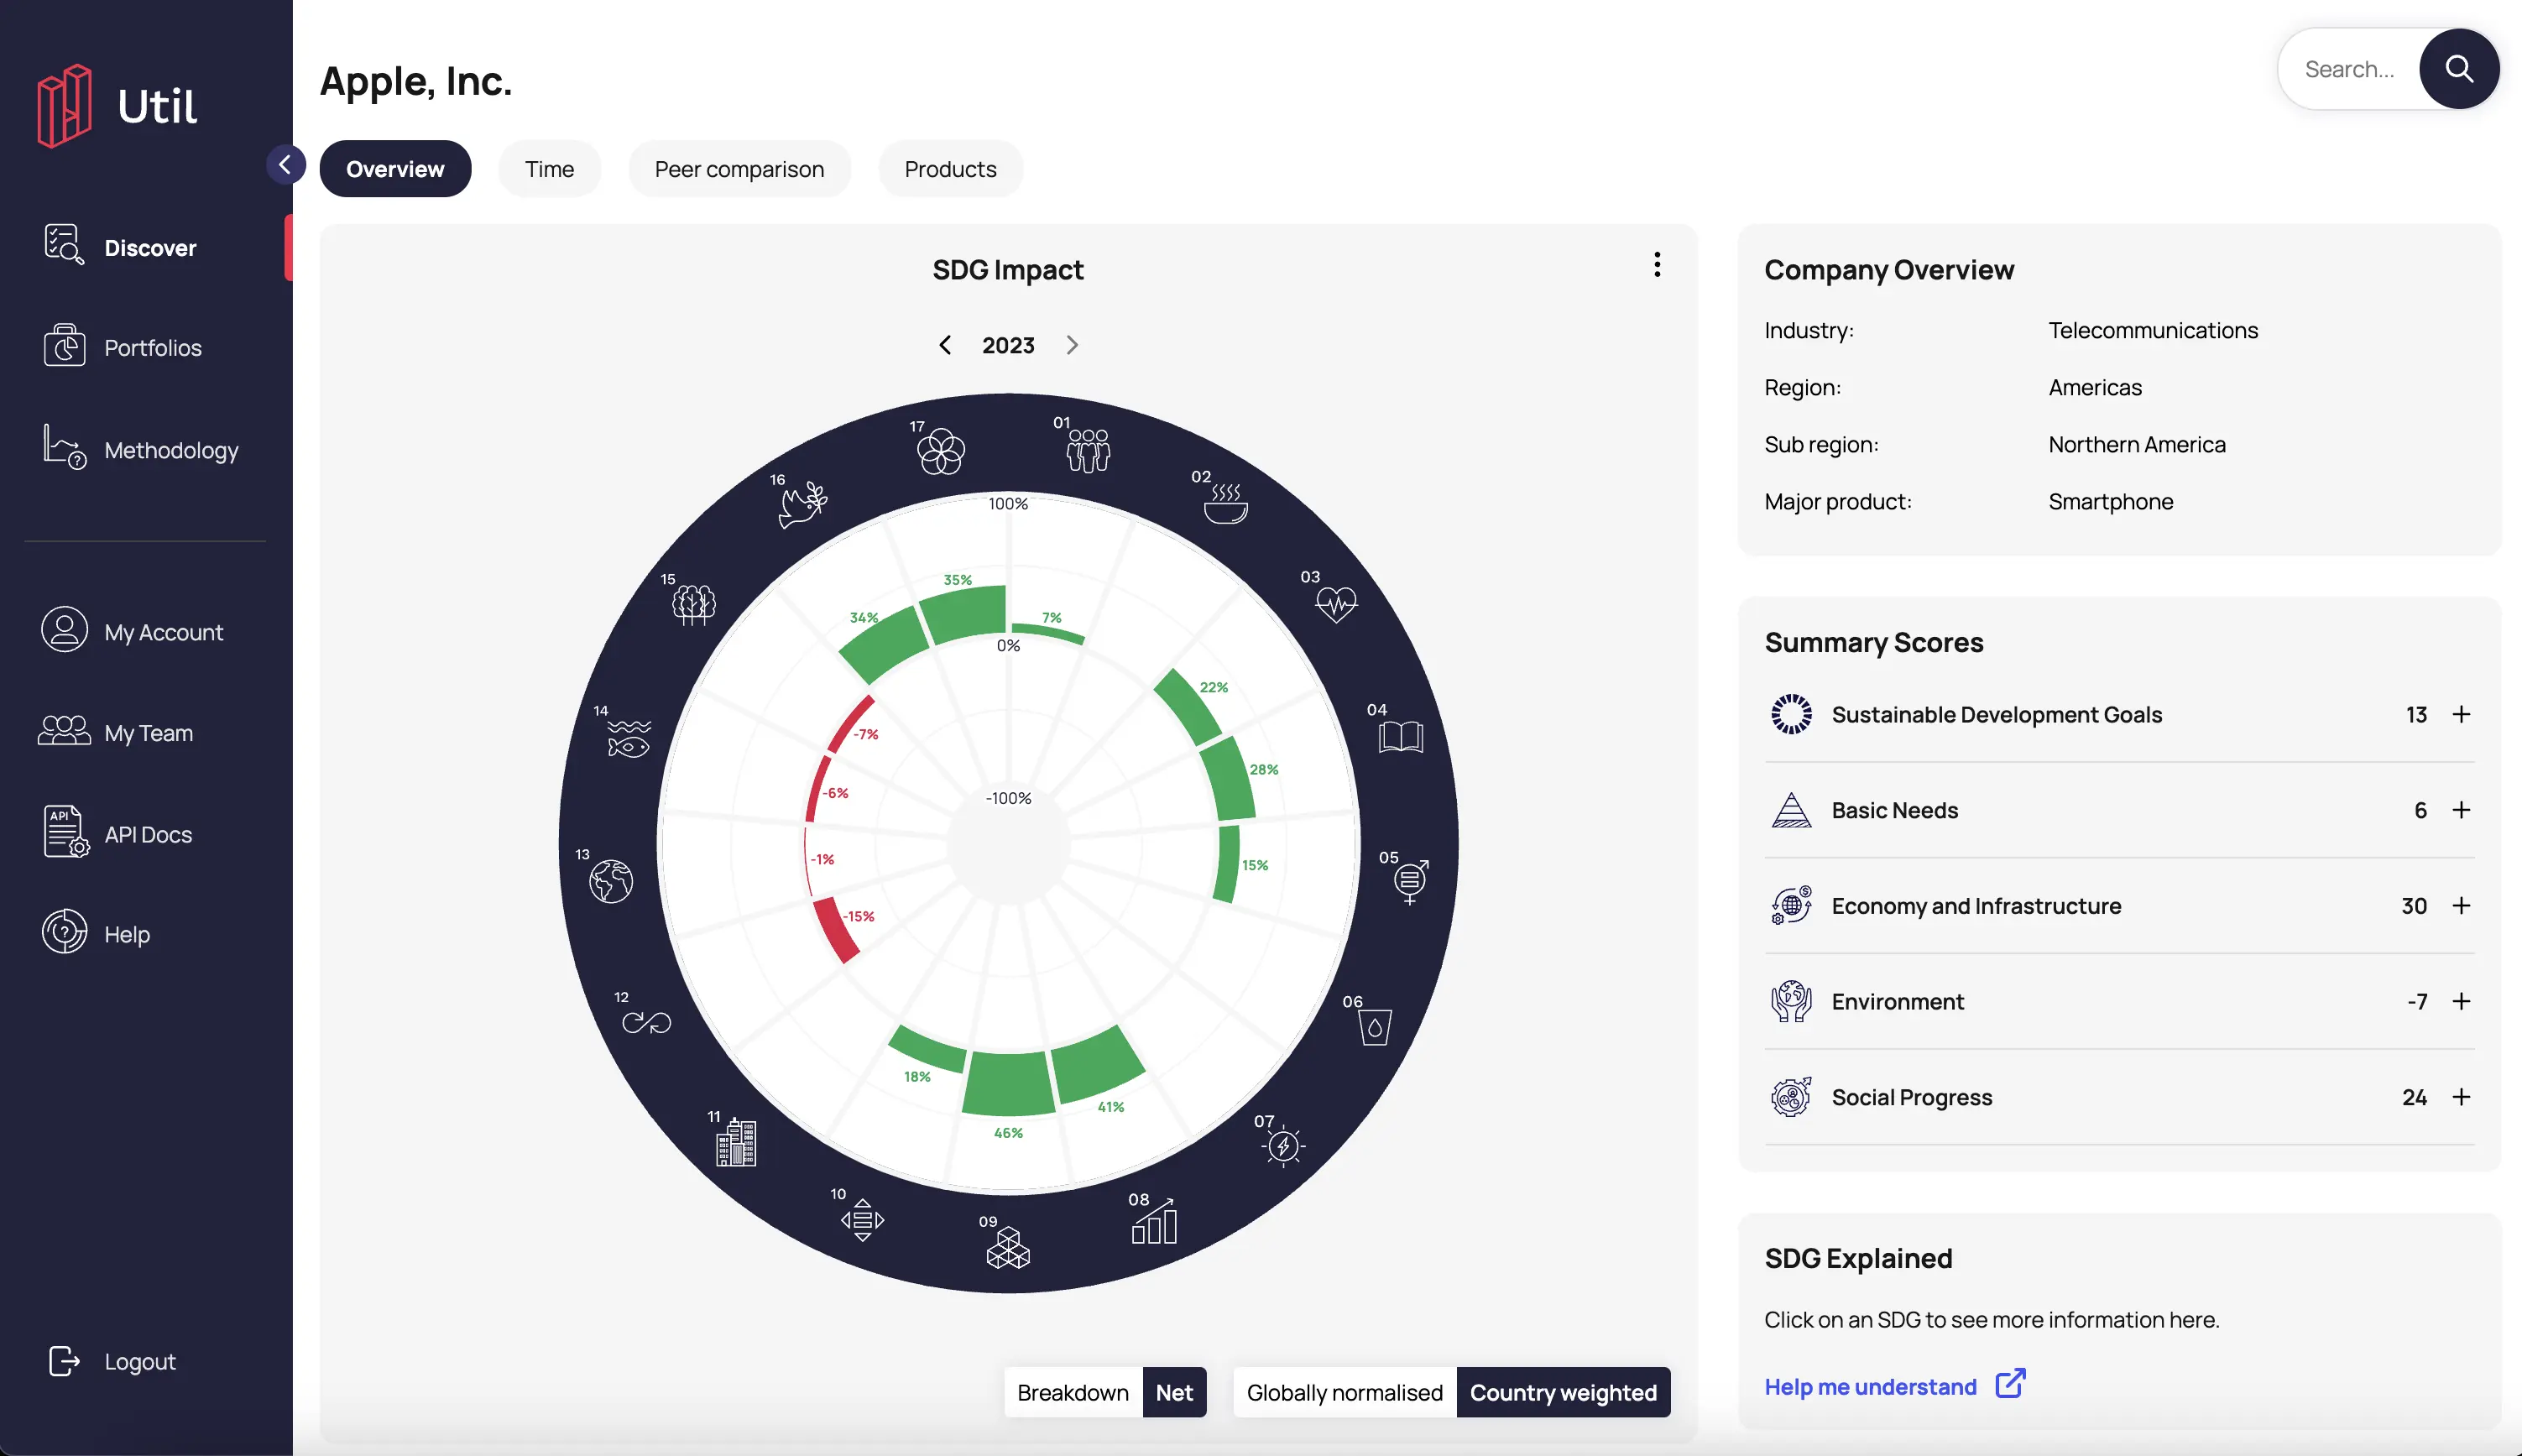 Util
Discover
Portfolios
Methodology
My Account
My Team
API
API Docs
Help
Logout
Apple, Inc.
Search...
Overview
Time
Peer comparison
Products
SDG Impact
2023
01
02
03
04
05
06
07
08
09
10
11
12
13
14
15
16
17
100%
0%
-100%
7%
22%
28%
15%
41%
46%
18%
-15%
-1%
-6%
-7%
34%
35%
Breakdown
Net
Globally normalised
Country weighted
Company Overview
Industry: Telecommunications
Region: Americas
Sub region: Northern America
Major product: Smartphone
Summary Scores
Sustainable Development Goals 13 +
Basic Needs 6 +
Economy and Infrastructure 30 +
Environment -7 +
Social Progress 24 +
SDG Explained
Click on an SDG to see more information here.
Help me understand